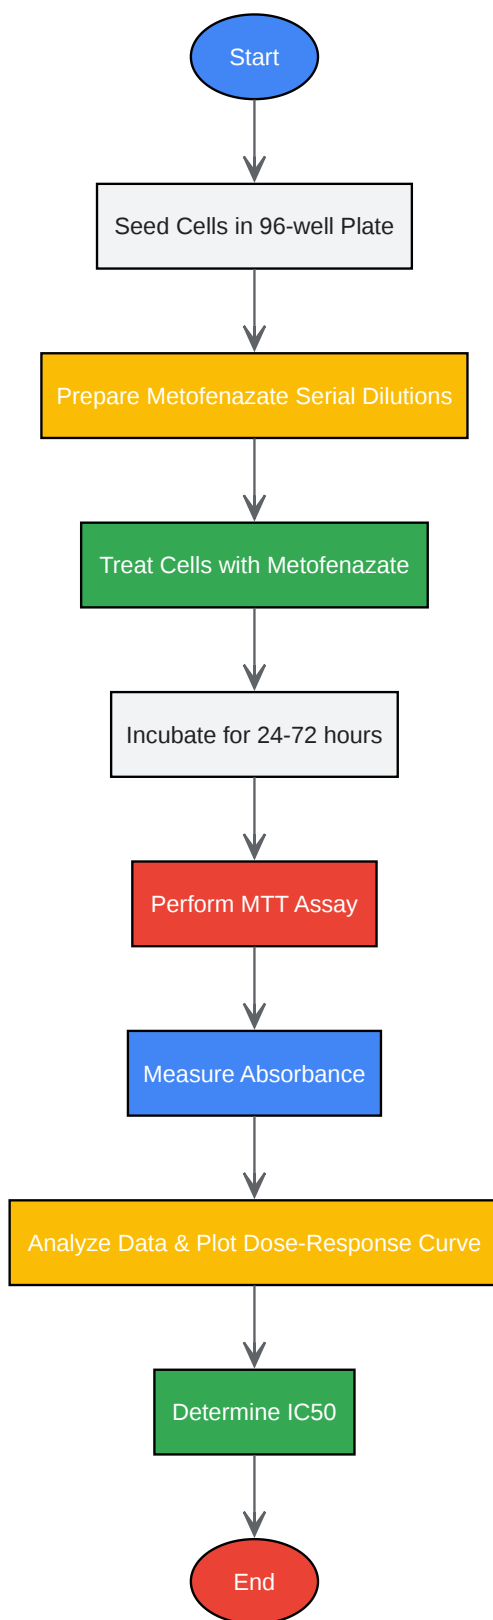 Start
Seed Cells in 96-well Plate
Prepare Metofenazate Serial Dilutions
Treat Cells with Metofenazate
Incubate for 24-72 hours
Perform MTT Assay
Measure Absorbance
Analyze Data & Plot Dose-Response Curve
Determine IC50
End